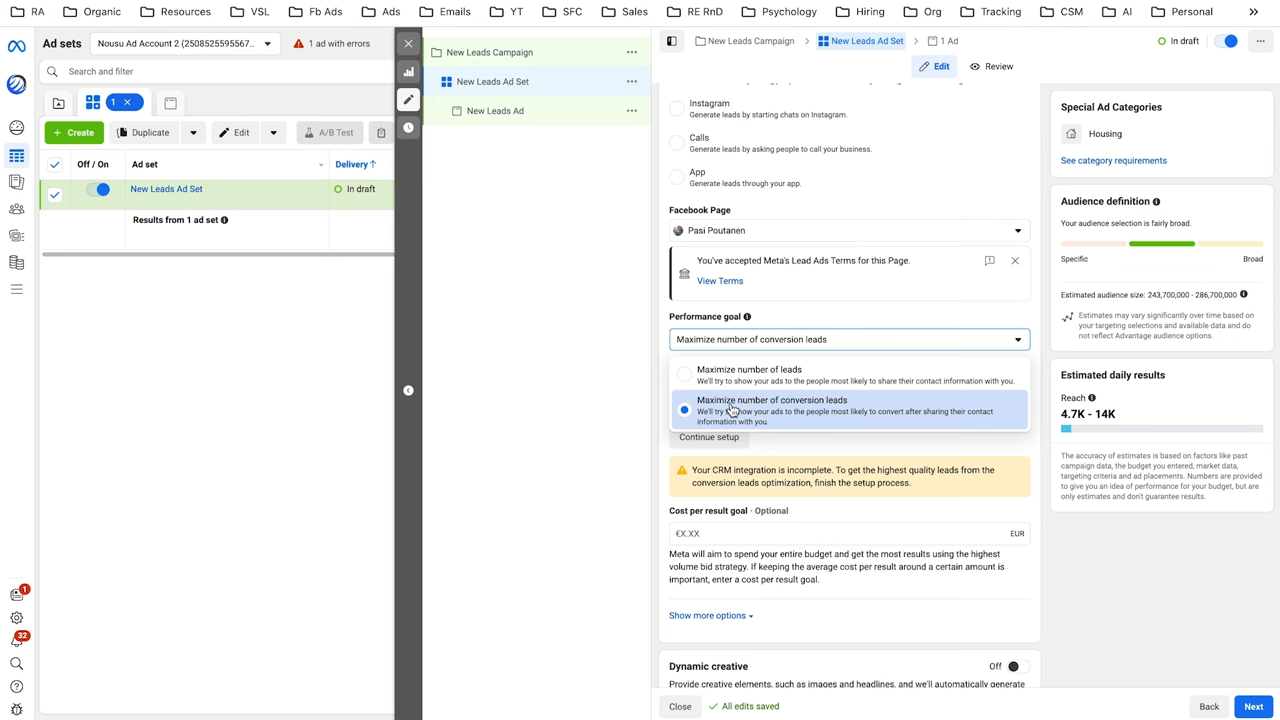 RA
Organic
Resources
VSL
Fb Ads
Ads
Emails
YT
SFC
Sales
RE RnD
Psychology
Hiring
Org
Tracking
CSM
AI
Personal
»
Ad sets
Nousu Ad Account 2 (2508525595567...
1 ad with errors
Search and filter
1
+ Create
Duplicate
Edit
A/B Test
Off / On
Ad set
Delivery ↑
New Leads Ad Set
In draft
Results from 1 ad set
1
32
New Leads Campaign
New Leads Ad Set
New Leads Ad
New Leads Campaign
New Leads Ad Set
1 Ad
In draft
Edit
Review
Instagram
Generate leads by starting chats on Instagram.
Calls
Generate leads by asking people to call your business.
App
Generate leads through your app.
Facebook Page
Pasi Poutanen
You've accepted Meta's Lead Ads Terms for this Page.
View Terms
Performance goal
Maximize number of conversion leads
Maximize number of leads
We'll try to show your ads to the people most likely to share their contact information with you.
Maximize number of conversion leads
We'll try show your ads to the people most likely to convert after sharing their contact
information with you.
Continue setup
Your CRM integration is incomplete. To get the highest quality leads from the
conversion leads optimization, finish the setup process.
Cost per result goal · Optional
€X.XX
EUR
Meta will aim to spend your entire budget and get the most results using the highest
volume bid strategy. If keeping the average cost per result around a certain amount is
important, enter a cost per result goal.
Show more options
Dynamic creative
Off
Provide creative elements, such as images and headlines, and we'll automatically generate
Close
All edits saved
Back
Next
Special Ad Categories
Housing
See category requirements
Audience definition
Your audience selection is fairly broad.
Specific
Broad
Estimated audience size: 243,700,000 - 286,700,000
Estimates may vary significantly over time based on
your targeting selections and available data and do
not reflect Advantage audience options.
Estimated daily results
Reach
4.7K - 14K
The accuracy of estimates is based on factors like past
campaign data, the budget you entered, market data,
targeting criteria and ad placements. Numbers are provided
to give you an idea of performance for your budget, but are
only estimates and don't guarantee results.